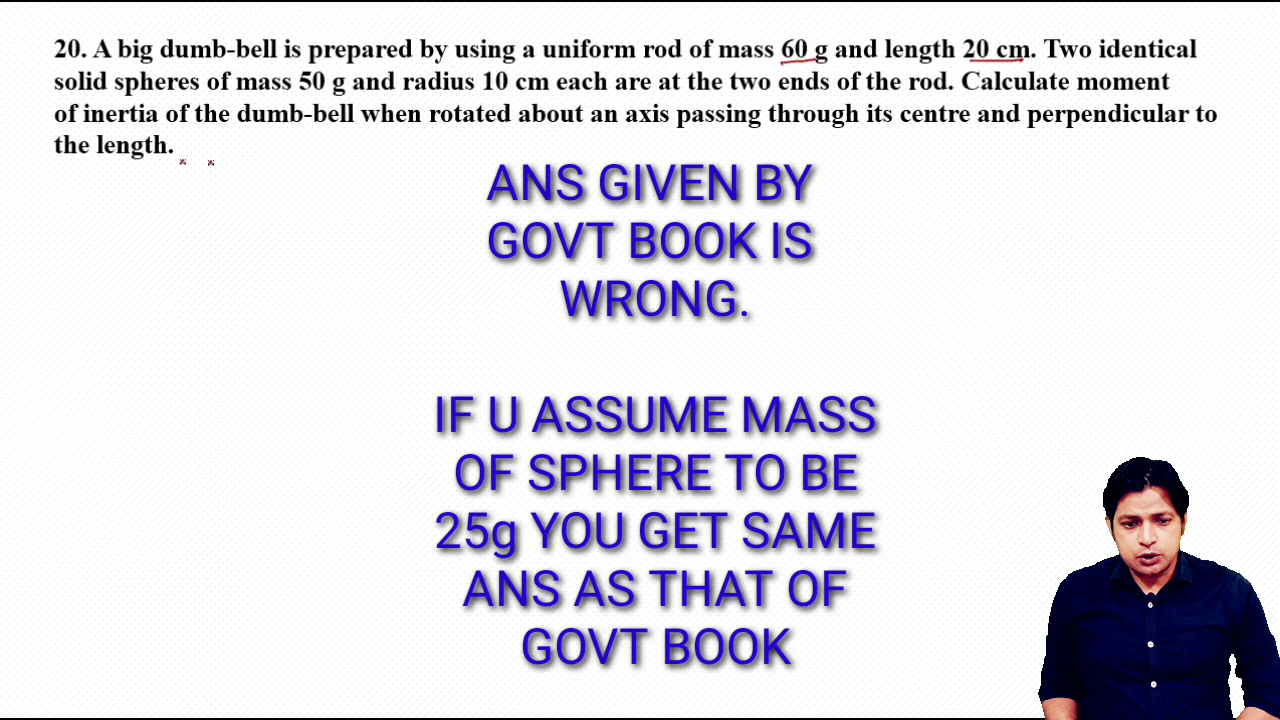 20. A big dumb-bell is prepared by using a uniform rod of mass 60 g and length 20 cm. Two identical
solid spheres of mass 50 g and radius 10 cm each are at the two ends of the rod. Calculate moment
of inertia of the dumb-bell when rotated about an axis passing through its centre and perpendicular to
the length.
ANS GIVEN BY
GOVT BOOK IS
WRONG.
IF U ASSUME MASS
OF SPHERE TO BE
25g YOU GET SAME
ANS AS THAT OF
GOVT BOOK